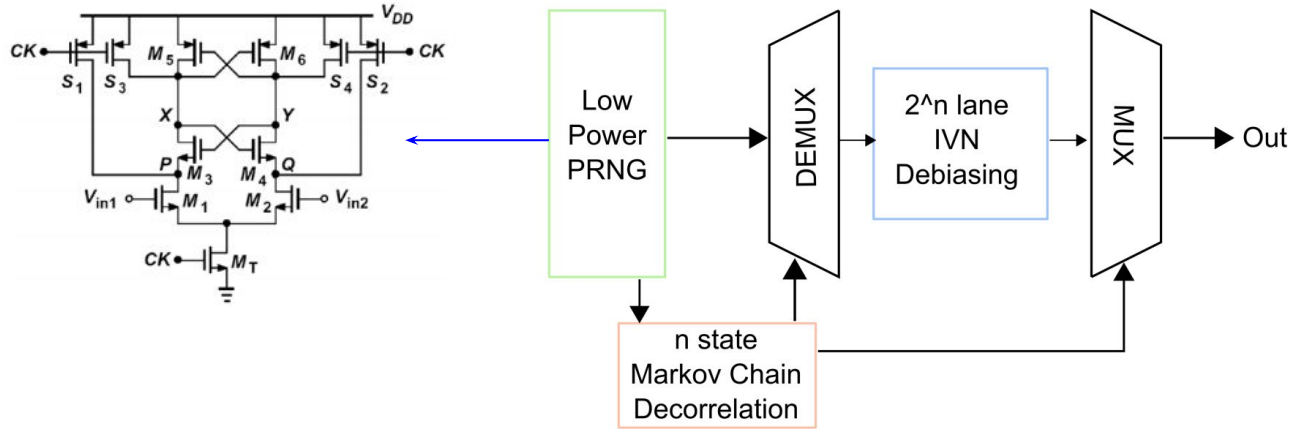 V_DD
CK
CK
S1
S3
M5
M6
S4
S2
X
Y
P
M3
M4
Q
Vin1
M1
M2
Vin2
CK
MT
Low
Power
PRNG
DEMUX
2^n lane
IVN
Debiasing
MUX
Out
n state
Markov Chain
Decorrelation